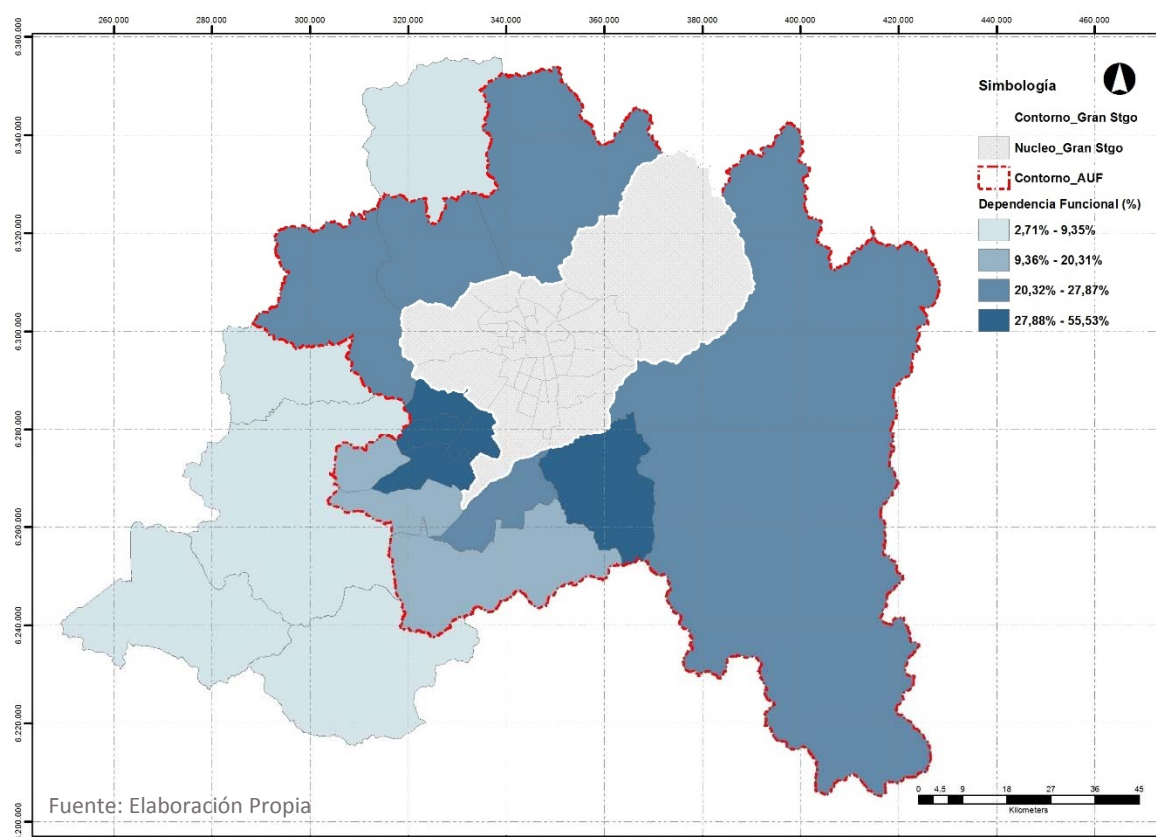 260.000 280.000 300.000 320.000 340.000 360.000 380.000 400.000 420.000 440.000 460.000
6.360.000
6.340.000
6.320.000
6.300.000
6.280.000
6.260.000
6.240.000
6.220.000
6.200.000
Simbología
Contorno_Gran Stgo
Nucleo_Gran Stgo
Contorno_AUF
Dependencia Funcional (%)
2,71% - 9,35%
9,36% - 20,31%
20,32% - 27,87%
27,88% - 55,53%
Fuente: Elaboración Propia
0 4,5 9 18 27 36 45
Kilometers